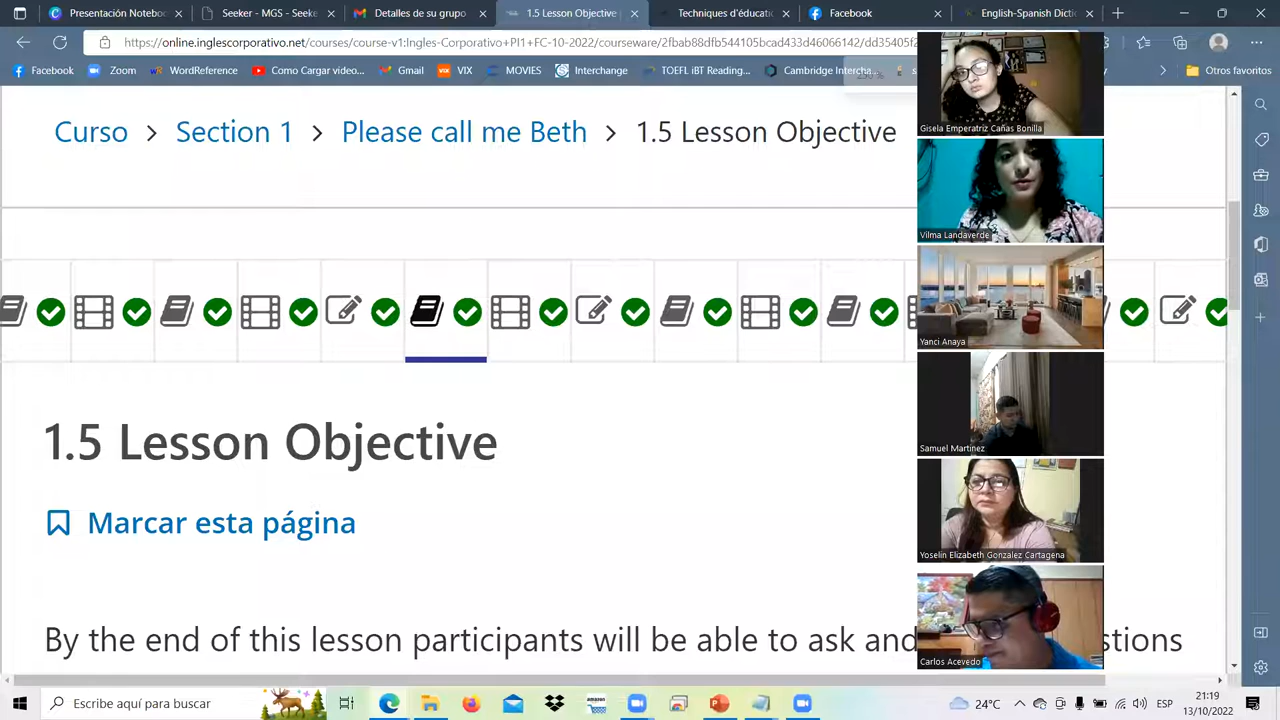 Canva - Noteboo
Seeker - MGS - Seeke
Detalles de su grupo
1.5 Lesson Objective
Techniques d'éducati
Facebook
English-Spanish Dict
https://online.inglescorporativo.net/courses/course-v1:Ingles-Corporativo+PI1+FC-10-2022/courseware/2fbab88dfb544105bcad433d46066142/dd35405f2
Facebook
Zoom
WordReference
Como Cargar video...
Gmail
VIX
MOVIES
Interchange
TOEFL iBT Reading...
Cambridge Intercha...
Otros favoritos
Curso > Section 1 > Please call me Beth > 1.5 Lesson Objective
1.5 Lesson Objective
Marcar esta página
By the end of this lesson participants will be able to ask and
stions
Gisela Emperatriz Cañas Bonilla
Vilma Landaverde
Yanci Anaya
Samuel Martinez
Yoselin Elizabeth González Cartagena
Carlos Acevedo
Escribe aquí para buscar
24°C
ESP
21:19
13/10/2022